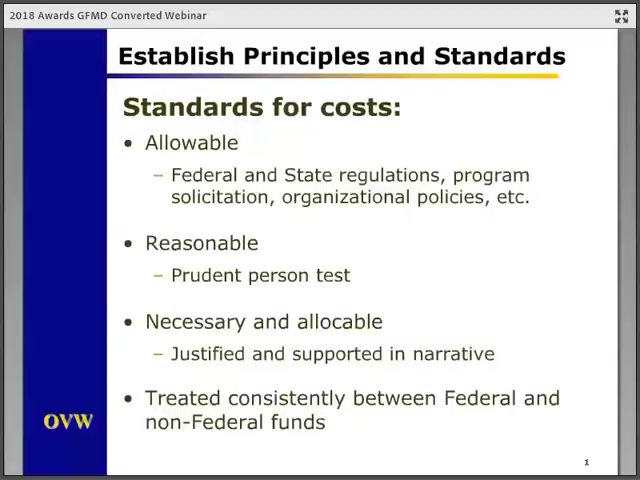 2018 Awards GFMD Converted Webinar
Establish Principles and Standards
Standards for costs:
• Allowable
– Federal and State regulations, program
solicitation, organizational policies, etc.
• Reasonable
– Prudent person test
• Necessary and allocable
– Justified and supported in narrative
• Treated consistently between Federal and
non-Federal funds
OVW
1